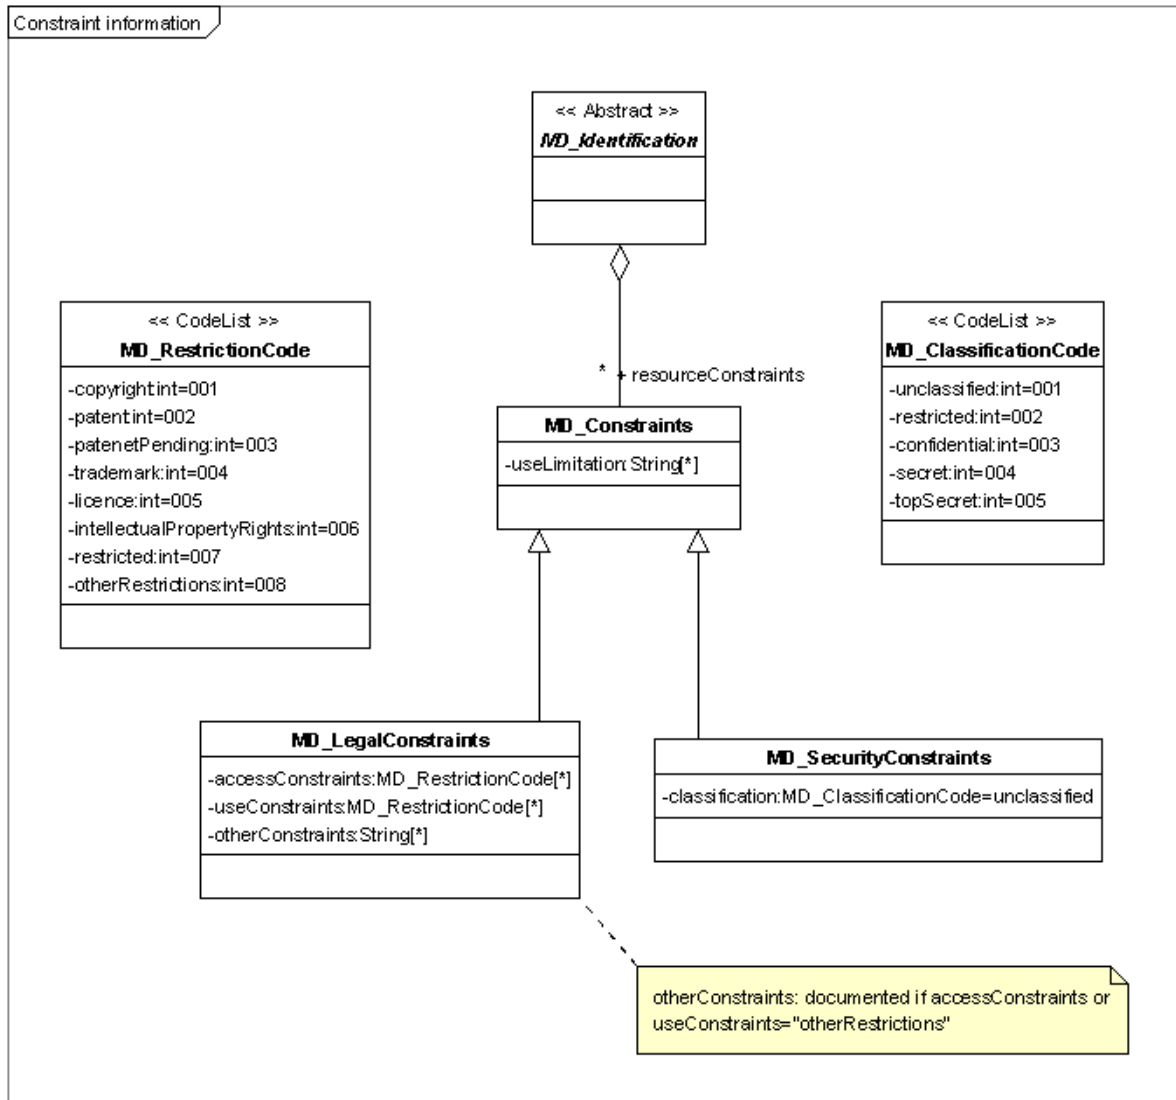 Constraint information
<< Abstract >>
MD_Identification
* + resourceConstraints
<< CodeList >>
MD_RestrictionCode
-copyright:int=001
-patent:int=002
-patenetPending:int=003
-trademark:int=004
-licence:int=005
-intellectualPropertyRights:int=006
-restricted:int=007
-otherRestrictions:int=008
<< CodeList >>
MD_ClassificationCode
-unclassified:int=001
-restricted:int=002
-confidential:int=003
-secret:int=004
-topSecret:int=005
MD_Constraints
-useLimitation:String[*]
MD_LegalConstraints
-accessConstraints:MD_RestrictionCode[*]
-useConstraints:MD_RestrictionCode[*]
-otherConstraints:String[*]
MD_SecurityConstraints
-classification:MD_ClassificationCode=unclassified
otherConstraints: documented if accessConstraints or
useConstraints="otherRestrictions"